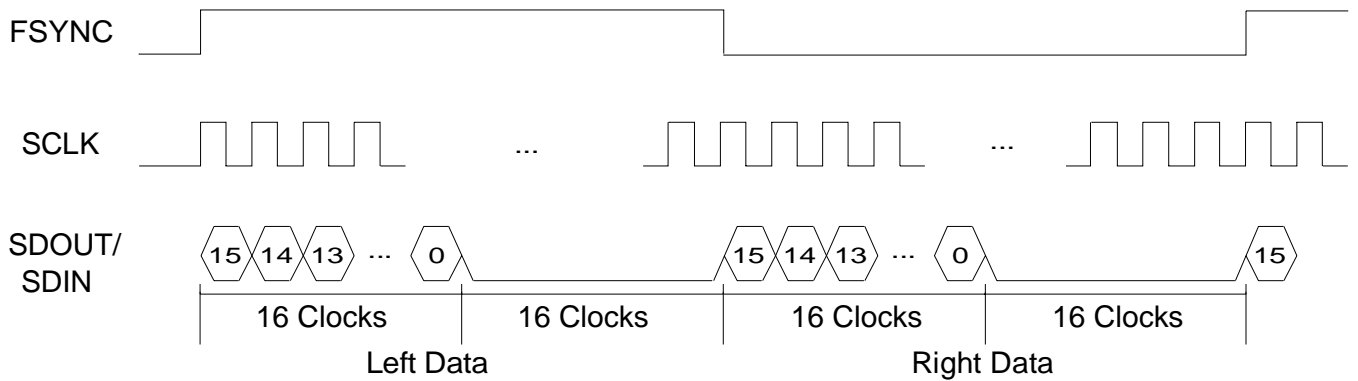 FSYNC
SCLK
... ...
SDOUT/
SDIN
15 14 13 ... 0 15 14 13 ... 0 15
16 Clocks 16 Clocks 16 Clocks 16 Clocks
Left Data Right Data